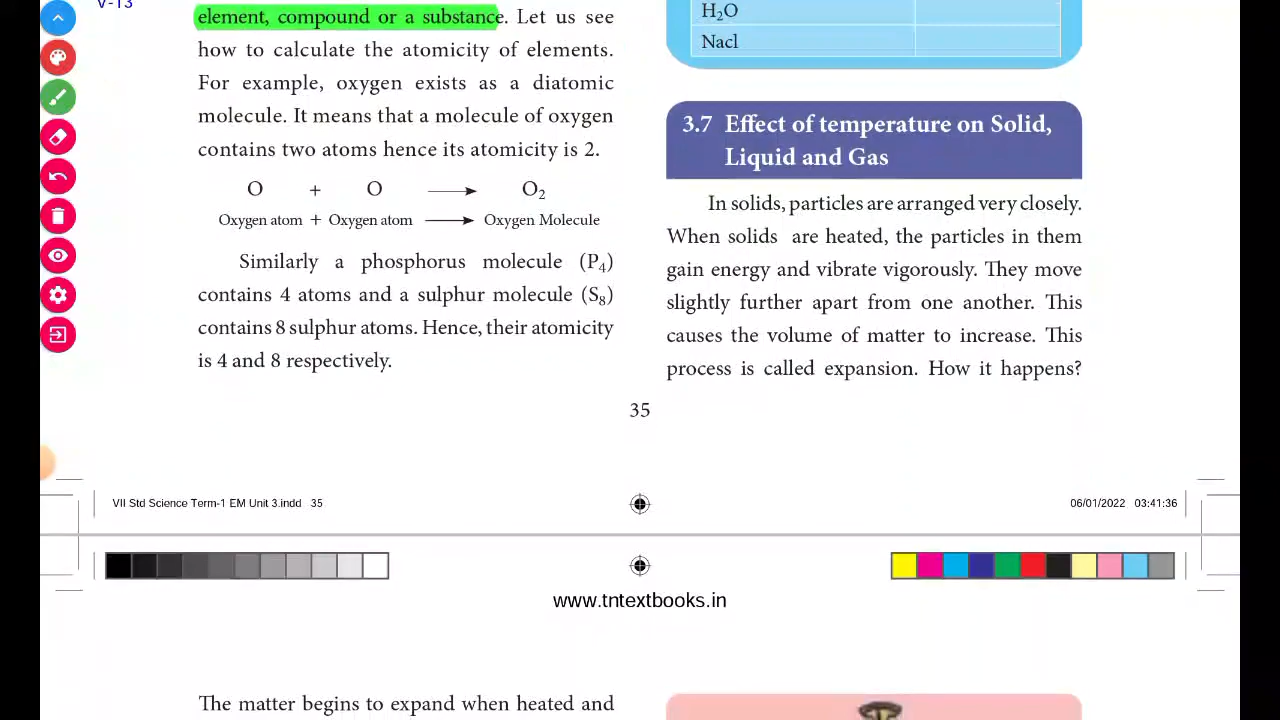 V-13
element, compound or a substance. Let us see
how to calculate the atomicity of elements.
For example, oxygen exists as a diatomic
molecule. It means that a molecule of oxygen
contains two atoms hence its atomicity is 2.
O + O ⟶ O₂
Oxygen atom + Oxygen atom ⟶ Oxygen Molecule
Similarly a phosphorus molecule (P₄)
contains 4 atoms and a sulphur molecule (S₈)
contains 8 sulphur atoms. Hence, their atomicity
is 4 and 8 respectively.
H₂O
Nacl
3.7 Effect of temperature on Solid,
Liquid and Gas
In solids, particles are arranged very closely.
When solids are heated, the particles in them
gain energy and vibrate vigorously. They move
slightly further apart from one another. This
causes the volume of matter to increase. This
process is called expansion. How it happens?
35
VII Std Science Term-1 EM Unit 3.indd 35
06/01/2022 03:41:36
www.tntextbooks.in
The matter begins to expand when heated and